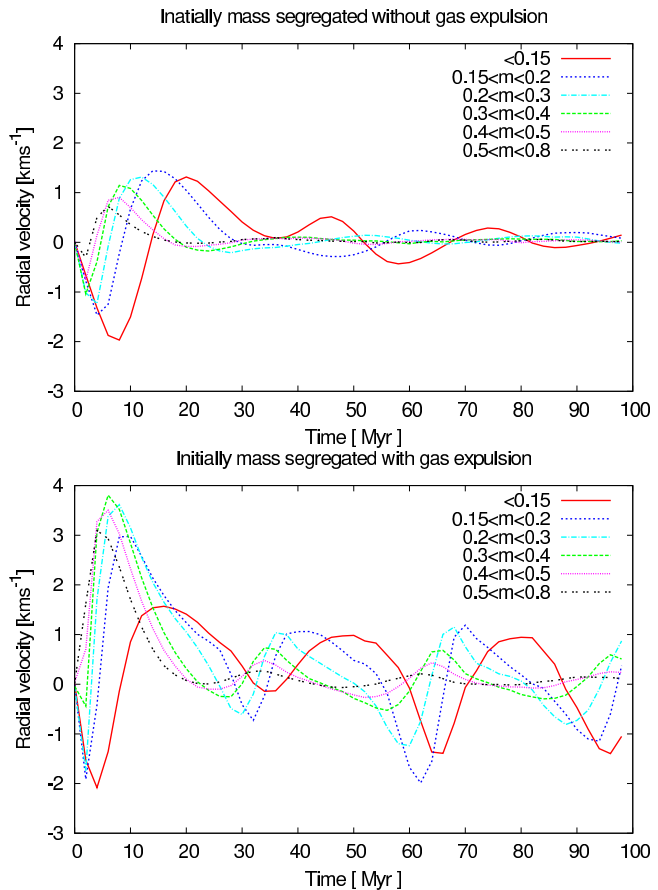 Inatially mass segregated without gas expulsion
4
3
2
1
0
-1
-2
-3
Radial velocity [kms-1]
<0.15
0.15<m<0.2
0.2<m<0.3
0.3<m<0.4
0.4<m<0.5
0.5<m<0.8
0 10 20 30 40 50 60 70 80 90 100
Time [ Myr ]
Initially mass segregated with gas expulsion
4
3
2
1
0
-1
-2
-3
Radial velocity [kms-1]
<0.15
0.15<m<0.2
0.2<m<0.3
0.3<m<0.4
0.4<m<0.5
0.5<m<0.8
0 10 20 30 40 50 60 70 80 90 100
Time [ Myr ]